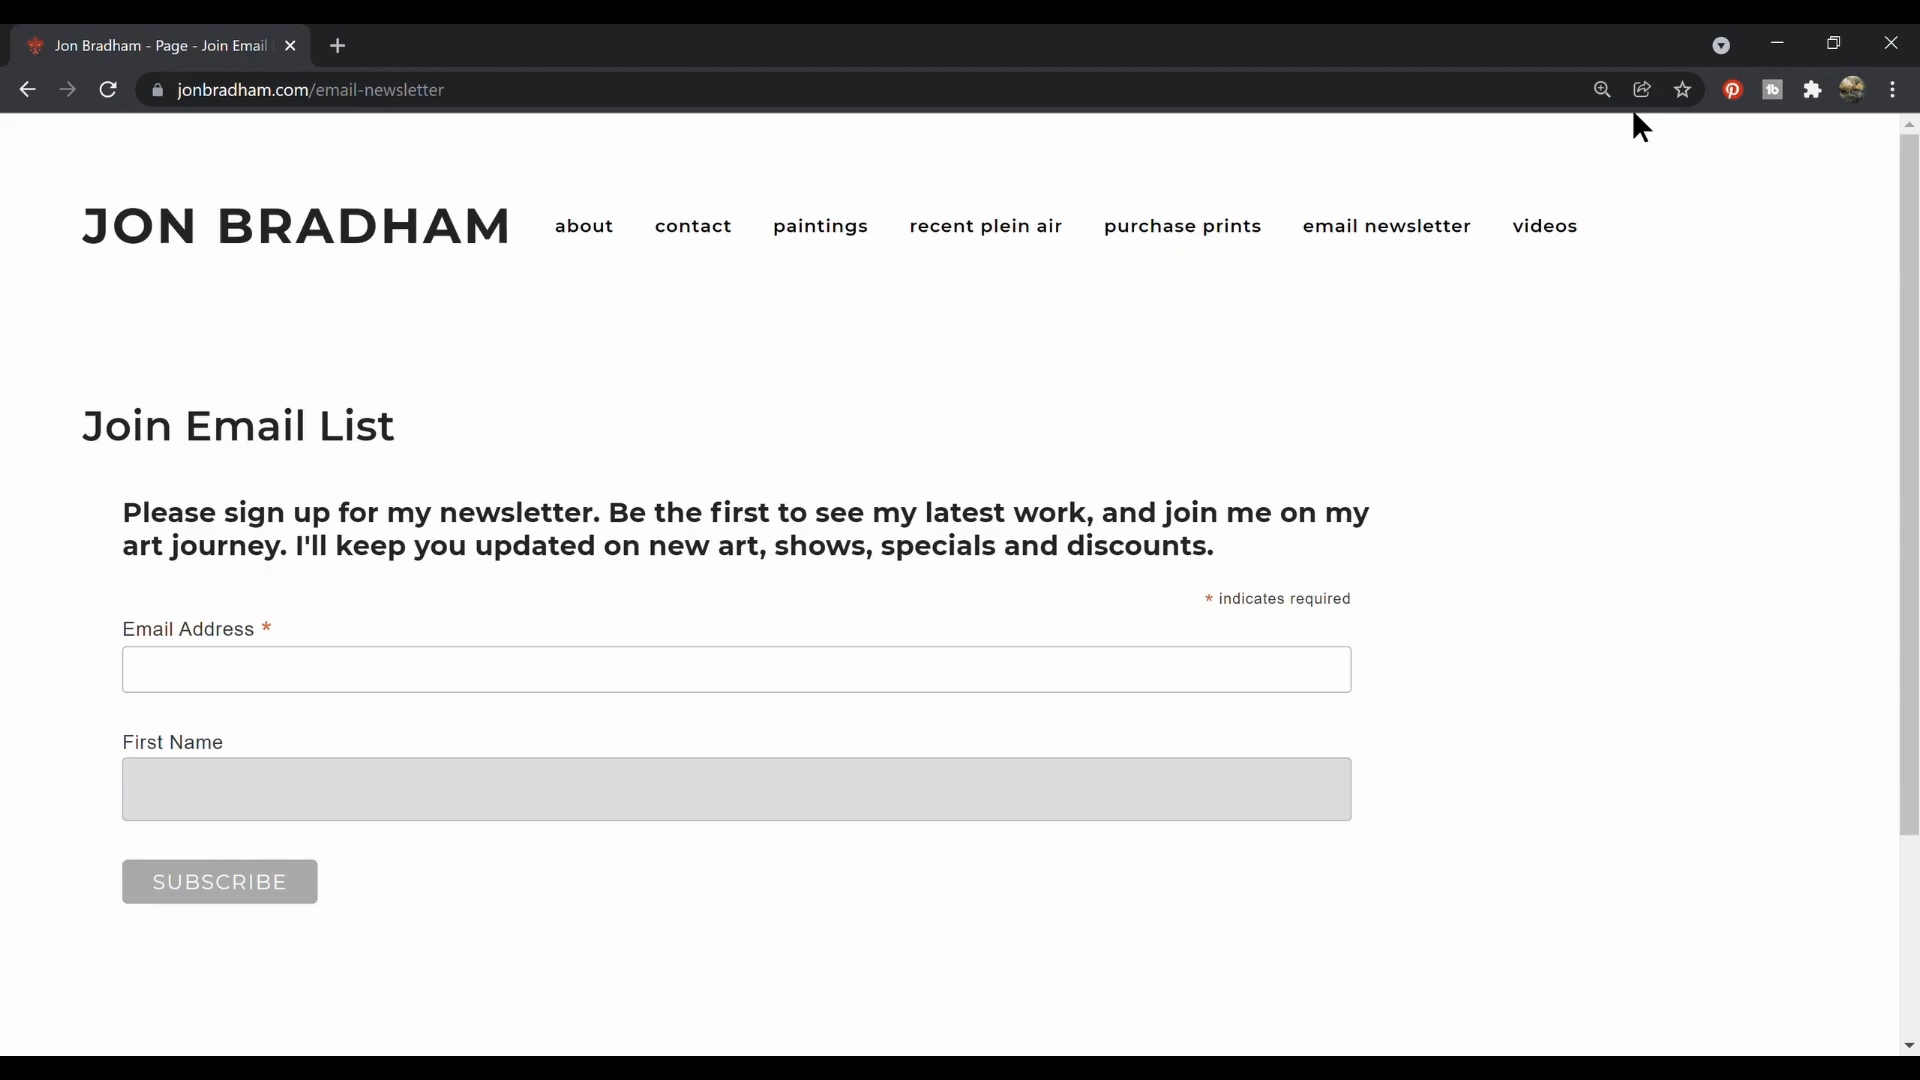 Jon Bradham - Page - Join Email
jonbradham.com/email-newsletter
JON BRADHAM about contact paintings recent plein air purchase prints email newsletter videos
Join Email List
Please sign up for my newsletter. Be the first to see my latest work, and join me on my
art journey. I'll keep you updated on new art, shows, specials and discounts.
* indicates required
Email Address *
First Name
SUBSCRIBE